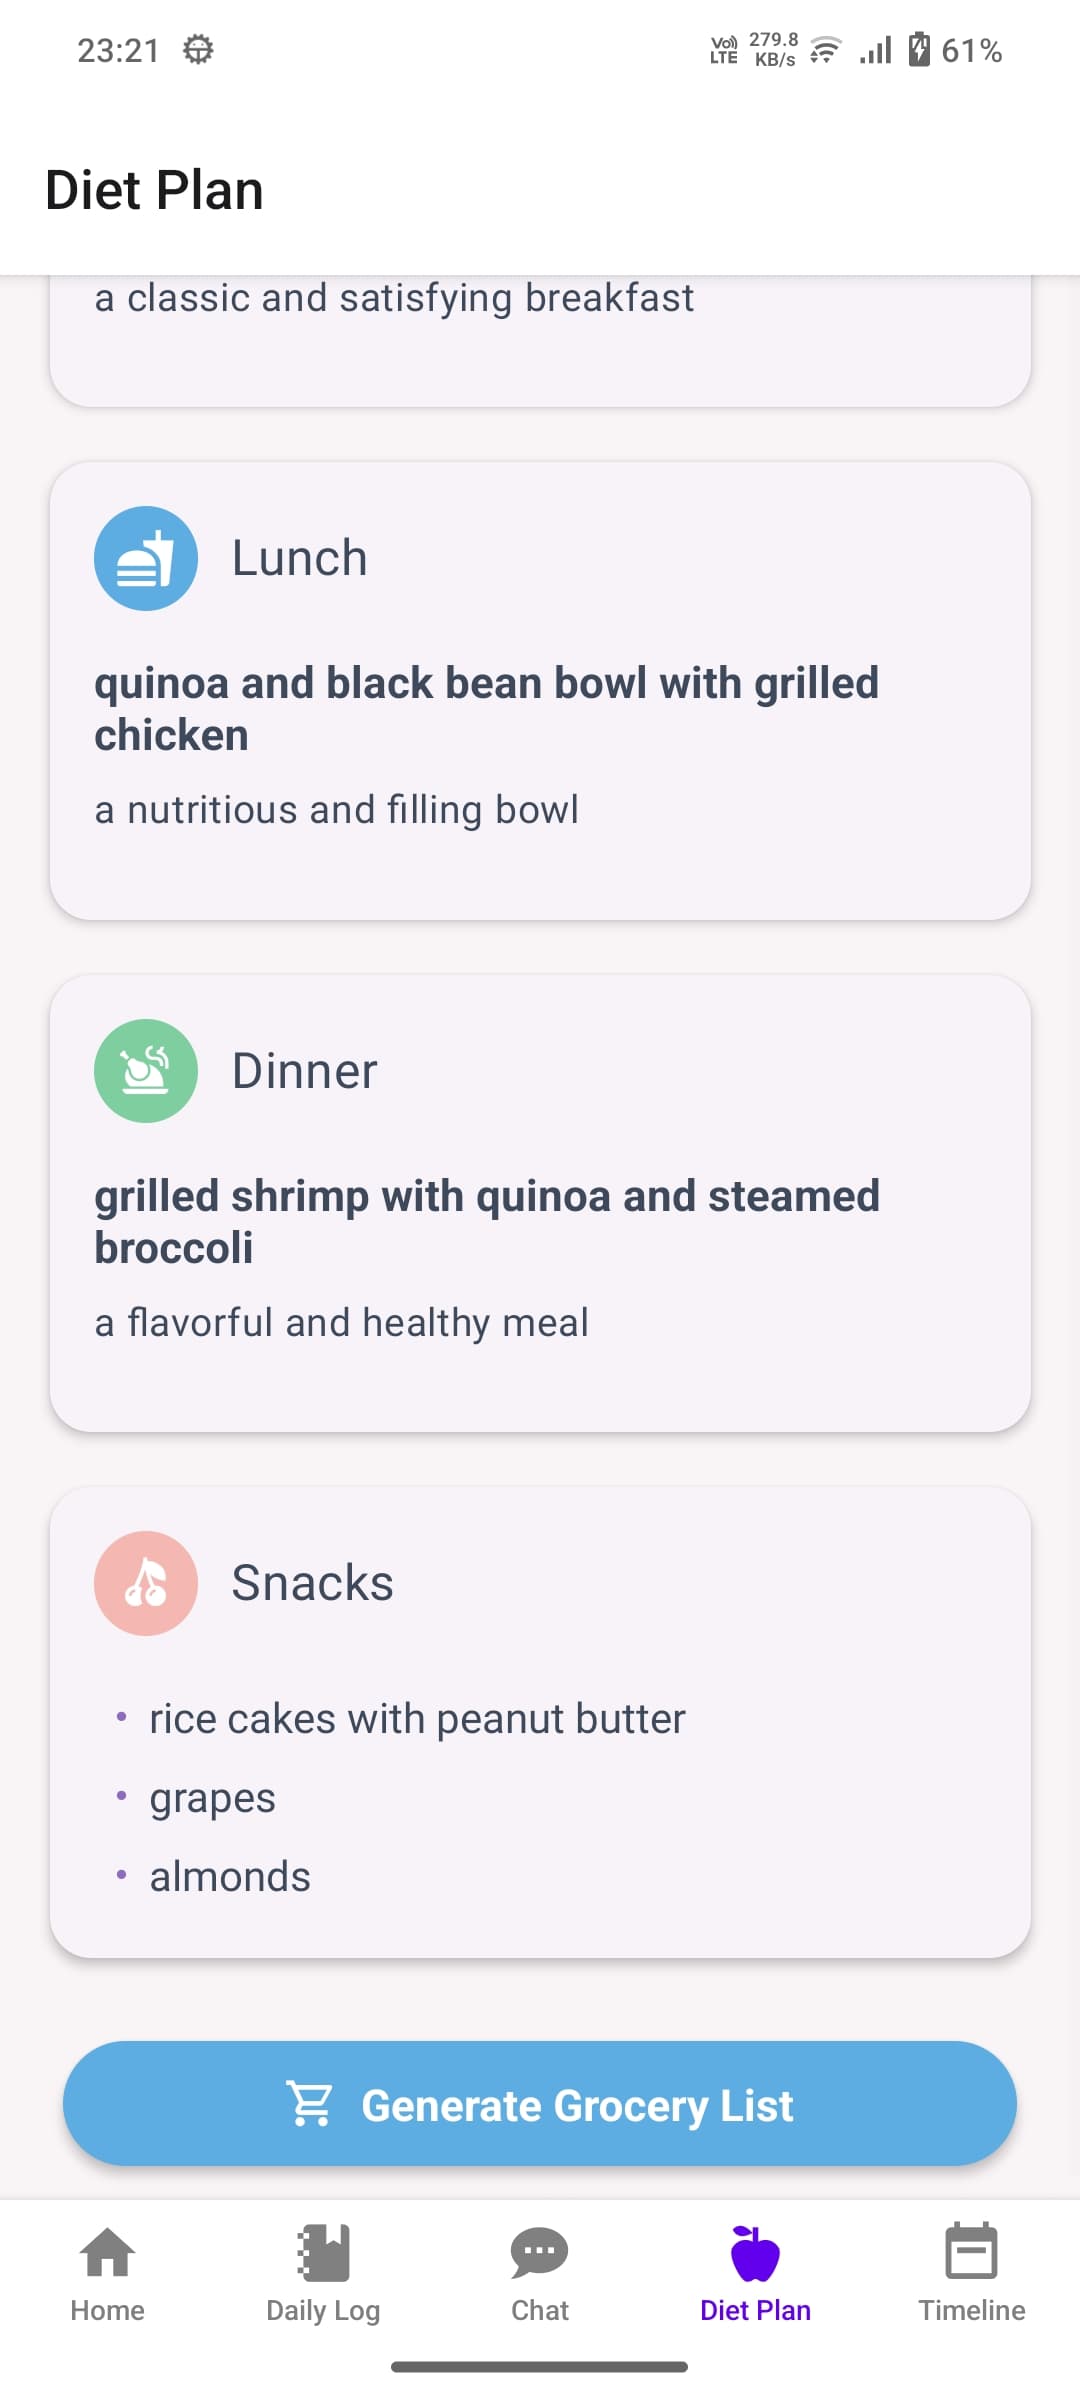 23:21
Vo)) LTE 279.8 KB/s 61%
Diet Plan
a classic and satisfying breakfast
Lunch
quinoa and black bean bowl with grilled
chicken
a nutritious and filling bowl
Dinner
grilled shrimp with quinoa and steamed
broccoli
a flavorful and healthy meal
Snacks
• rice cakes with peanut butter
• grapes
• almonds
Generate Grocery List
Home
Daily Log
Chat
Diet Plan
Timeline